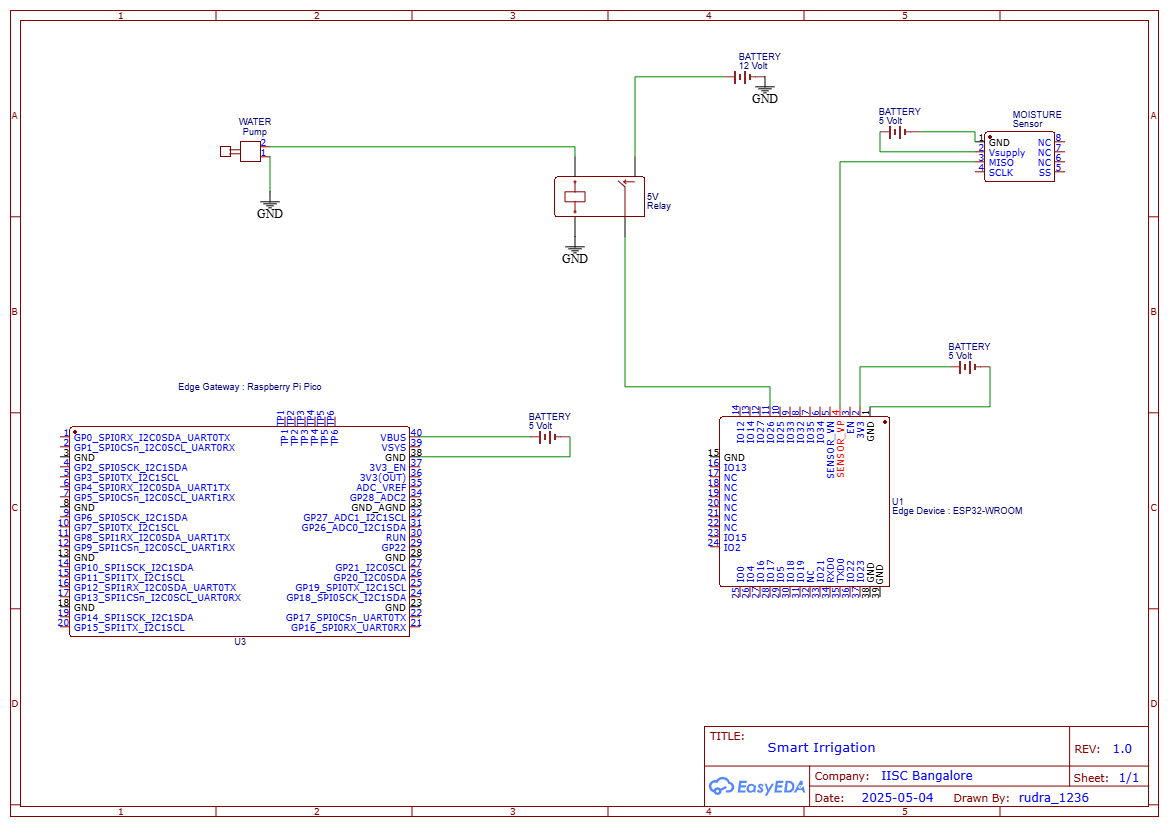 1 2 3 4 5
A A
B B
C C
D D
1 2 3 4 5
BATTERY
12 Volt
GND
WATER
Pump
2
1
GND
5V
Relay
GND
BATTERY
5 Volt
MOISTURE
Sensor
1 GND NC 8
2 Vsupply NC 7
3 MISO NC 6
4 SCLK SS 5
BATTERY
5 Volt
Edge Gateway : Raspberry Pi Pico
TP1 TP2 TP3 TP4 TP5 TP6
TP1 TP2 TP3 TP4 TP5 TP6
BATTERY
5 Volt
1 GP0_SPI0RX_I2C0SDA_UART0TX VBUS 40
2 GP1_SPI0CSn_I2C0SCL_UART0RX VSYS 39
3 GND GND 38
4 GP2_SPI0SCK_I2C1SDA 3V3_EN 37
5 GP3_SPI0TX_I2C1SCL 3V3(OUT) 36
6 GP4_SPI0RX_I2C0SDA_UART1TX ADC_VREF 35
7 GP5_SPI0CSn_I2C0SCL_UART1RX GP28_ADC2 34
8 GND GND_AGND 33
9 GP6_SPI0SCK_I2C1SDA GP27_ADC1_I2C1SCL 32
10 GP7_SPI0TX_I2C1SCL GP26_ADC0_I2C1SDA 31
11 GP8_SPI1RX_I2C0SDA_UART1TX RUN 30
12 GP9_SPI1CSn_I2C0SCL_UART1RX GP22 29
13 GND GND 28
14 GP10_SPI1SCK_I2C1SDA GP21_I2C0SCL 27
15 GP11_SPI1TX_I2C1SCL GP20_I2C0SDA 26
16 GP12_SPI1RX_I2C0SDA_UART0TX GP19_SPI0TX_I2C1SCL 25
17 GP13_SPI1CSn_I2C0SCL_UART0RX GP18_SPI0SCK_I2C1SDA 24
18 GND GND 23
19 GP14_SPI1SCK_I2C1SDA GP17_SPI0CSn_UART0TX 22
20 GP15_SPI1TX_I2C1SCL GP16_SPI0RX_UART0RX 21
U3
14 13 12 11 10 9 8 7 6 5 4 3 2 1
IO12 IO14 IO27 IO26 IO25 IO33 IO32 IO35 IO34 SENSOR_VN SENSOR_VP EN 3V3 GND
15 GND
16 IO13
17 NC
18 NC
19 NC
20 NC
21 NC
22 NC
23 IO15
24 IO2
U1
Edge Device : ESP32-WROOM
IO0 IO4 IO16 IO17 IO5 IO18 IO19 NC IO21 RXD0 TXD0 IO22 IO23 GND GND
25 26 27 28 29 30 31 32 33 34 35 36 37 38 39
TITLE:
Smart Irrigation
REV: 1.0
EasyEDA
Company: IISC Bangalore
Sheet: 1/1
Date: 2025-05-04 Drawn By: rudra_1236